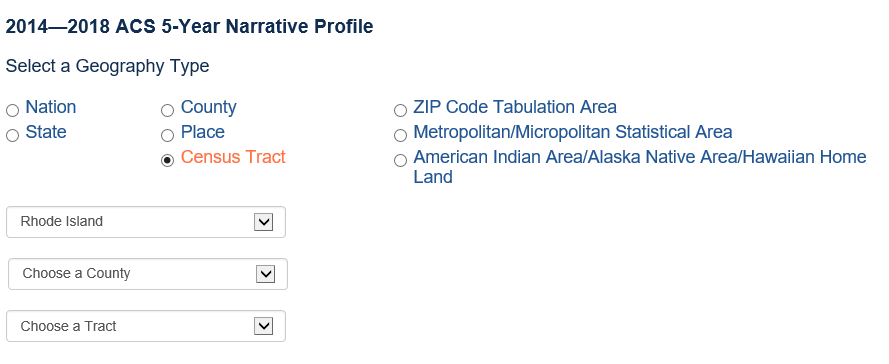 2014—2018 ACS 5-Year Narrative Profile
Select a Geography Type
Nation
State
County
Place
Census Tract
ZIP Code Tabulation Area
Metropolitan/Micropolitan Statistical Area
American Indian Area/Alaska Native Area/Hawaiian Home
Land
Rhode Island
Choose a County
Choose a Tract